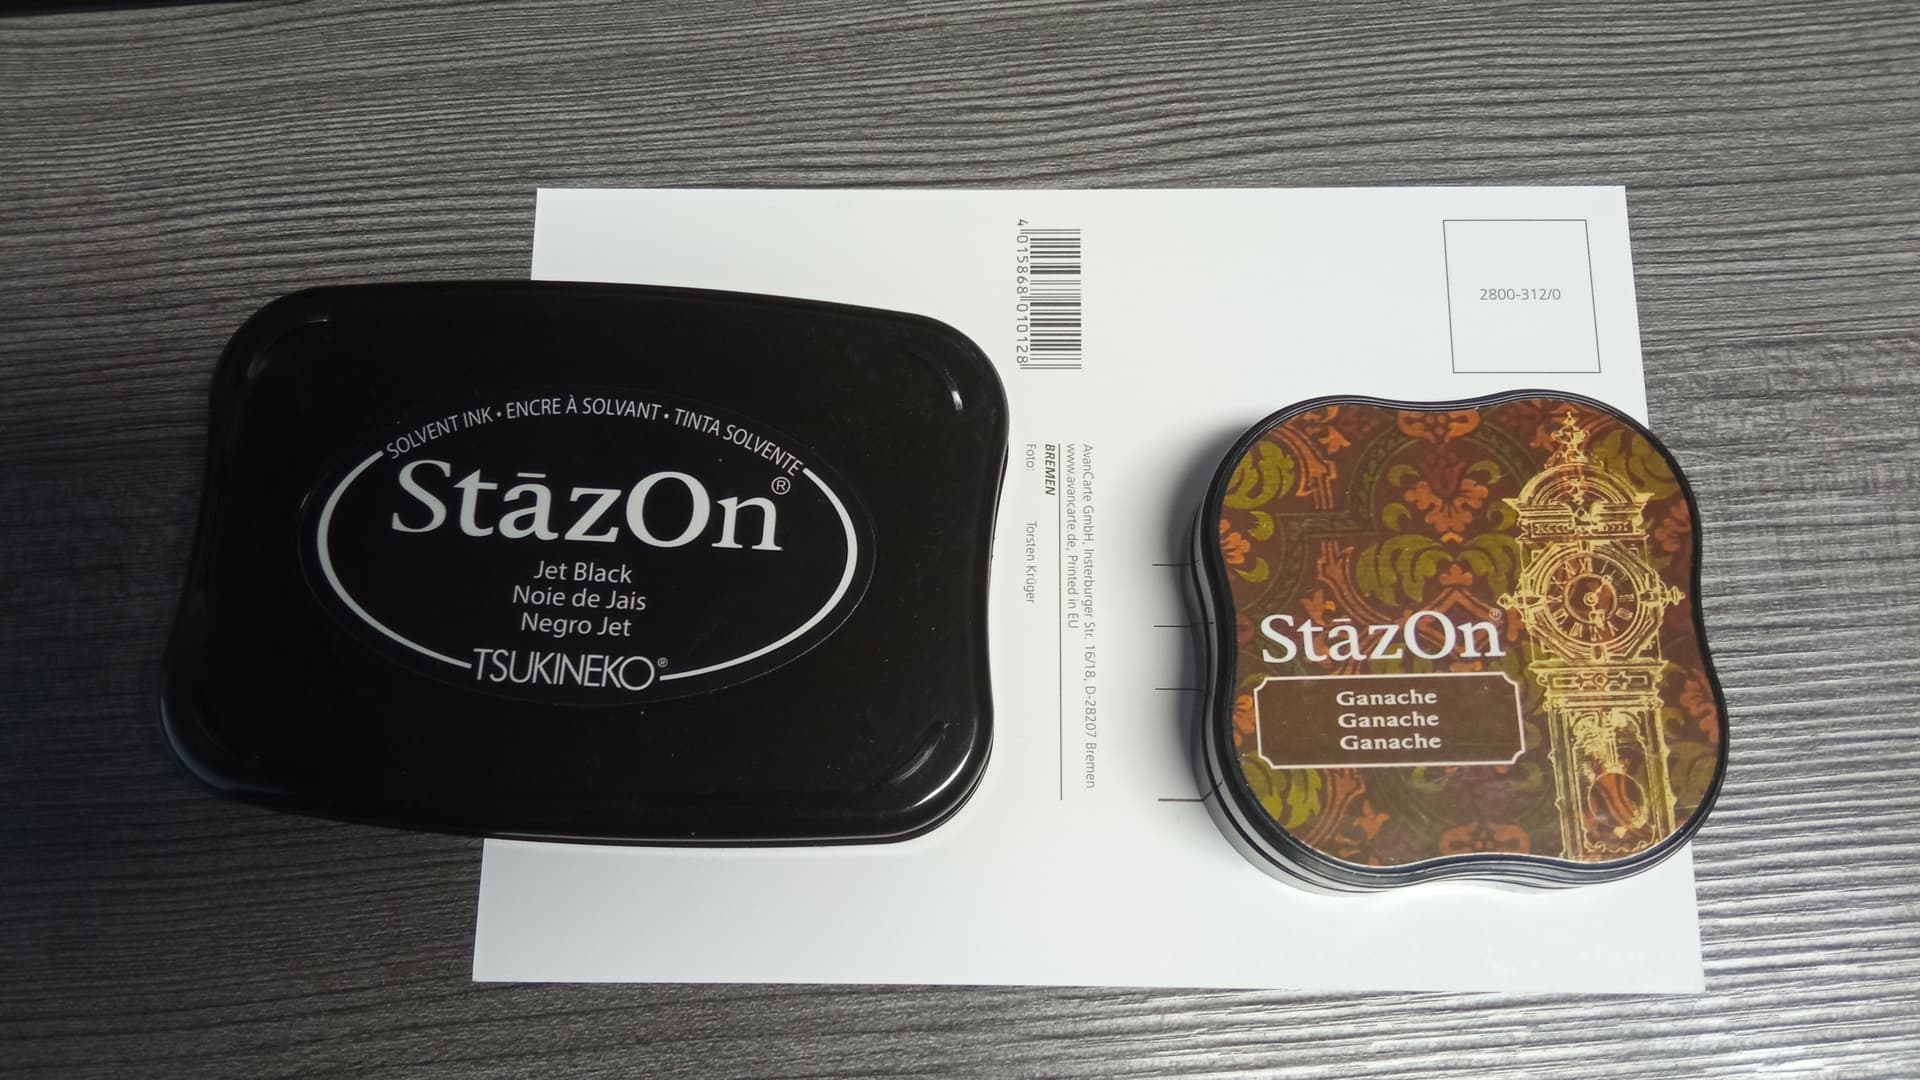 SOLVENT INK • ENCRE À SOLVANT • TINTA SOLVENTE
StāzOn®
Jet Black
Noie de Jais
Negro Jet
TSUKINEKO®
4 015868 010128
AvanCarte GmbH, Insterburger Str. 16/18, D-28207 Bremen
www.avancarte.de, Printed in EU
BREMEN
Foto: Torsten Krüger
2800-312/0
StāzOn®
Ganache
Ganache
Ganache